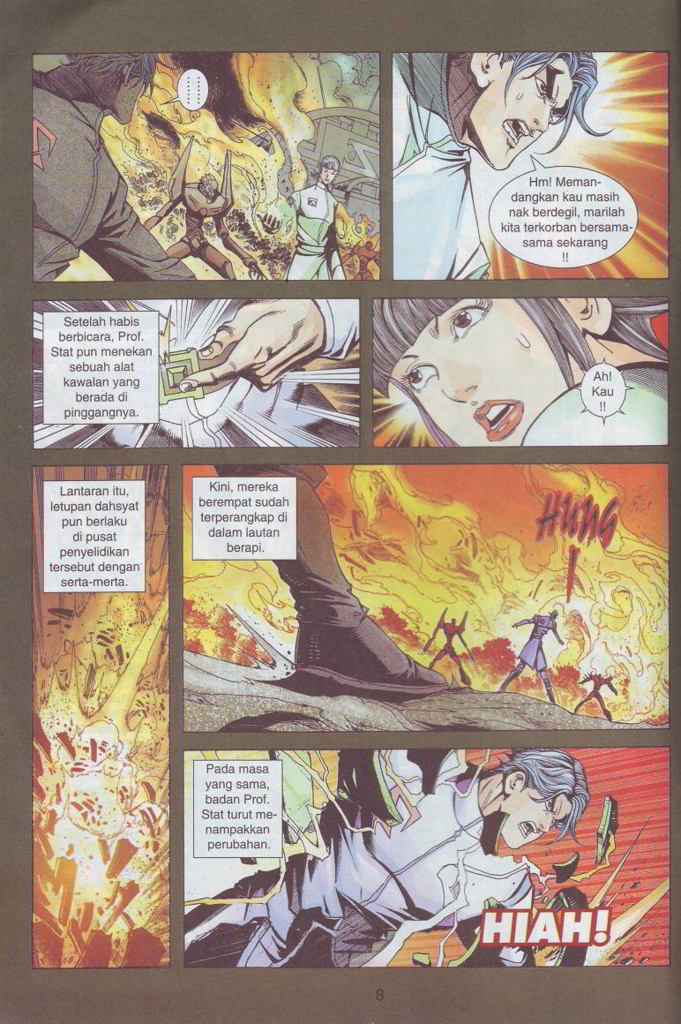 ........
Hm! Meman-
dangkan kau masih
nak berdegil, marilah
kita terkorban bersama-
sama sekarang
!!
Setelah habis
berbicara, Prof.
Stat pun menekan
sebuah alat
kawalan yang
berada di
pinggangnya.
Ah!
Kau
!!
Lantaran itu,
letupan dahsyat
pun berlaku
di pusat
penyelidikan
tersebut dengan
serta-merta.
Kini, mereka
berempat sudah
terperangkap di
dalam lautan
berapi.
HUNG
!
Pada masa
yang sama,
badan Prof.
Stat turut me-
nampakkan
perubahan.
HIAH!
8